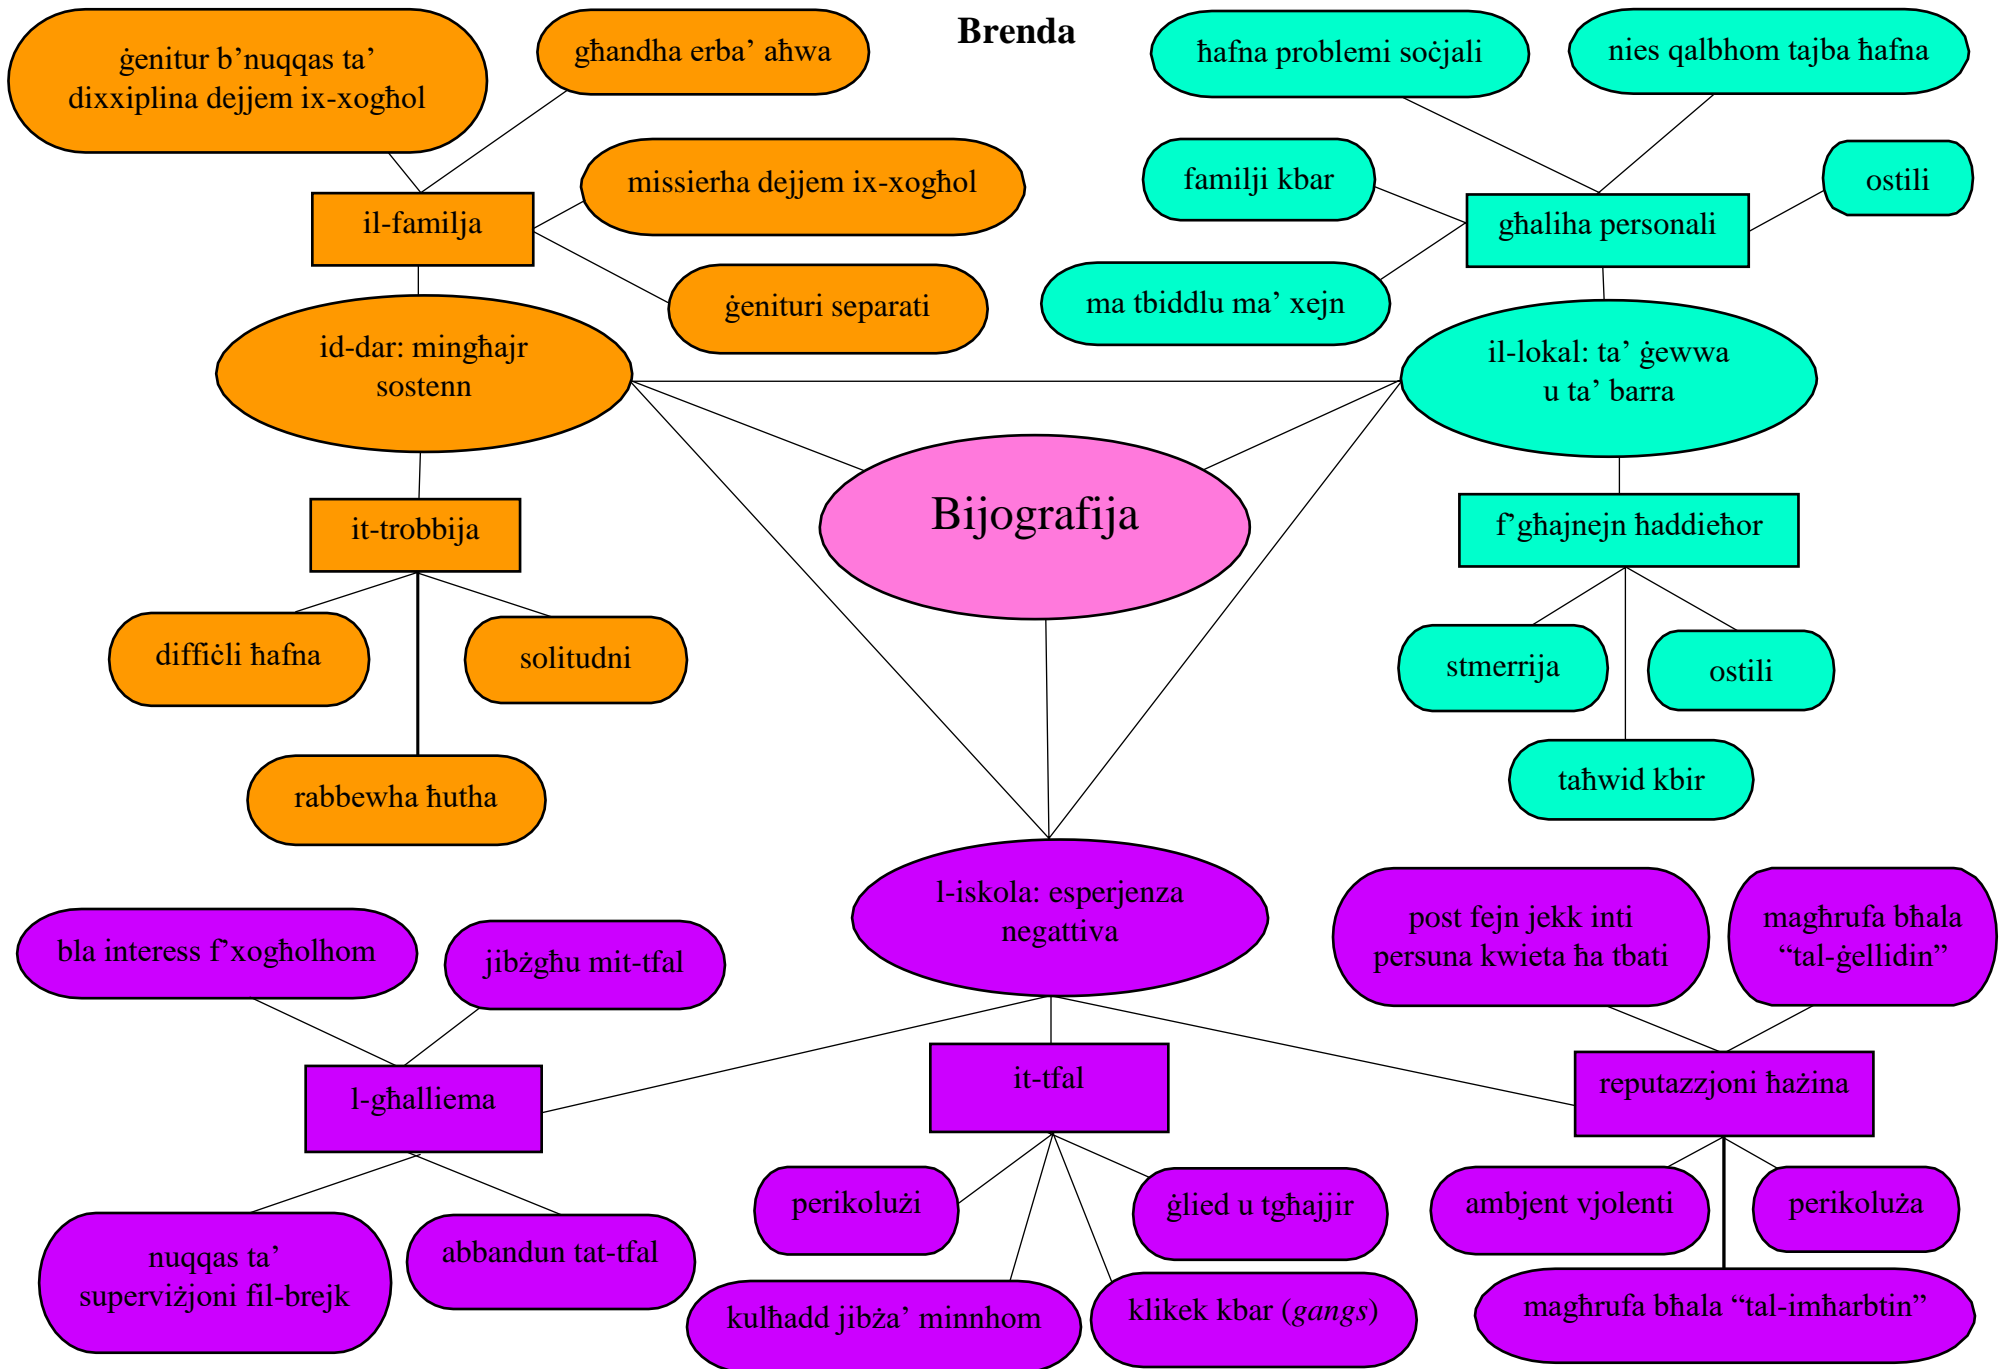 Brenda
ġenitur b’nuqqas ta’
dixxiplina dejjem ix-xogħol
għandha erba’ aħwa
missierha dejjem ix-xogħol
il-familja
ġenituri separati
id-dar: mingħajr
sostenn
it-trobbija
diffiċli ħafna
solitudni
rabbewha ħutha
ħafna problemi soċjali
nies qalbhom tajba ħafna
familji kbar
ostili
għaliha personali
ma tbiddlu ma’ xejn
il-lokal: ta’ ġewwa
u ta’ barra
f’għajnejn ħaddieħor
stmerrija
ostili
taħwid kbir
Bijografija
l-iskola: esperjenza
negattiva
bla interess f’xogħolhom
jibżgħu mit-tfal
l-għalliema
nuqqas ta’
superviżjoni fil-brejk
abbandun tat-tfal
it-tfal
perikolużi
ġlied u tgħajjir
kulħadd jibża’ minnhom
klikek kbar (gangs)
post fejn jekk inti
persuna kwieta ħa tbati
magħrufa bħala
“tal-ġellidin”
reputazzjoni ħażina
ambjent vjolenti
perikoluża
magħrufa bħala “tal-imħarbtin”